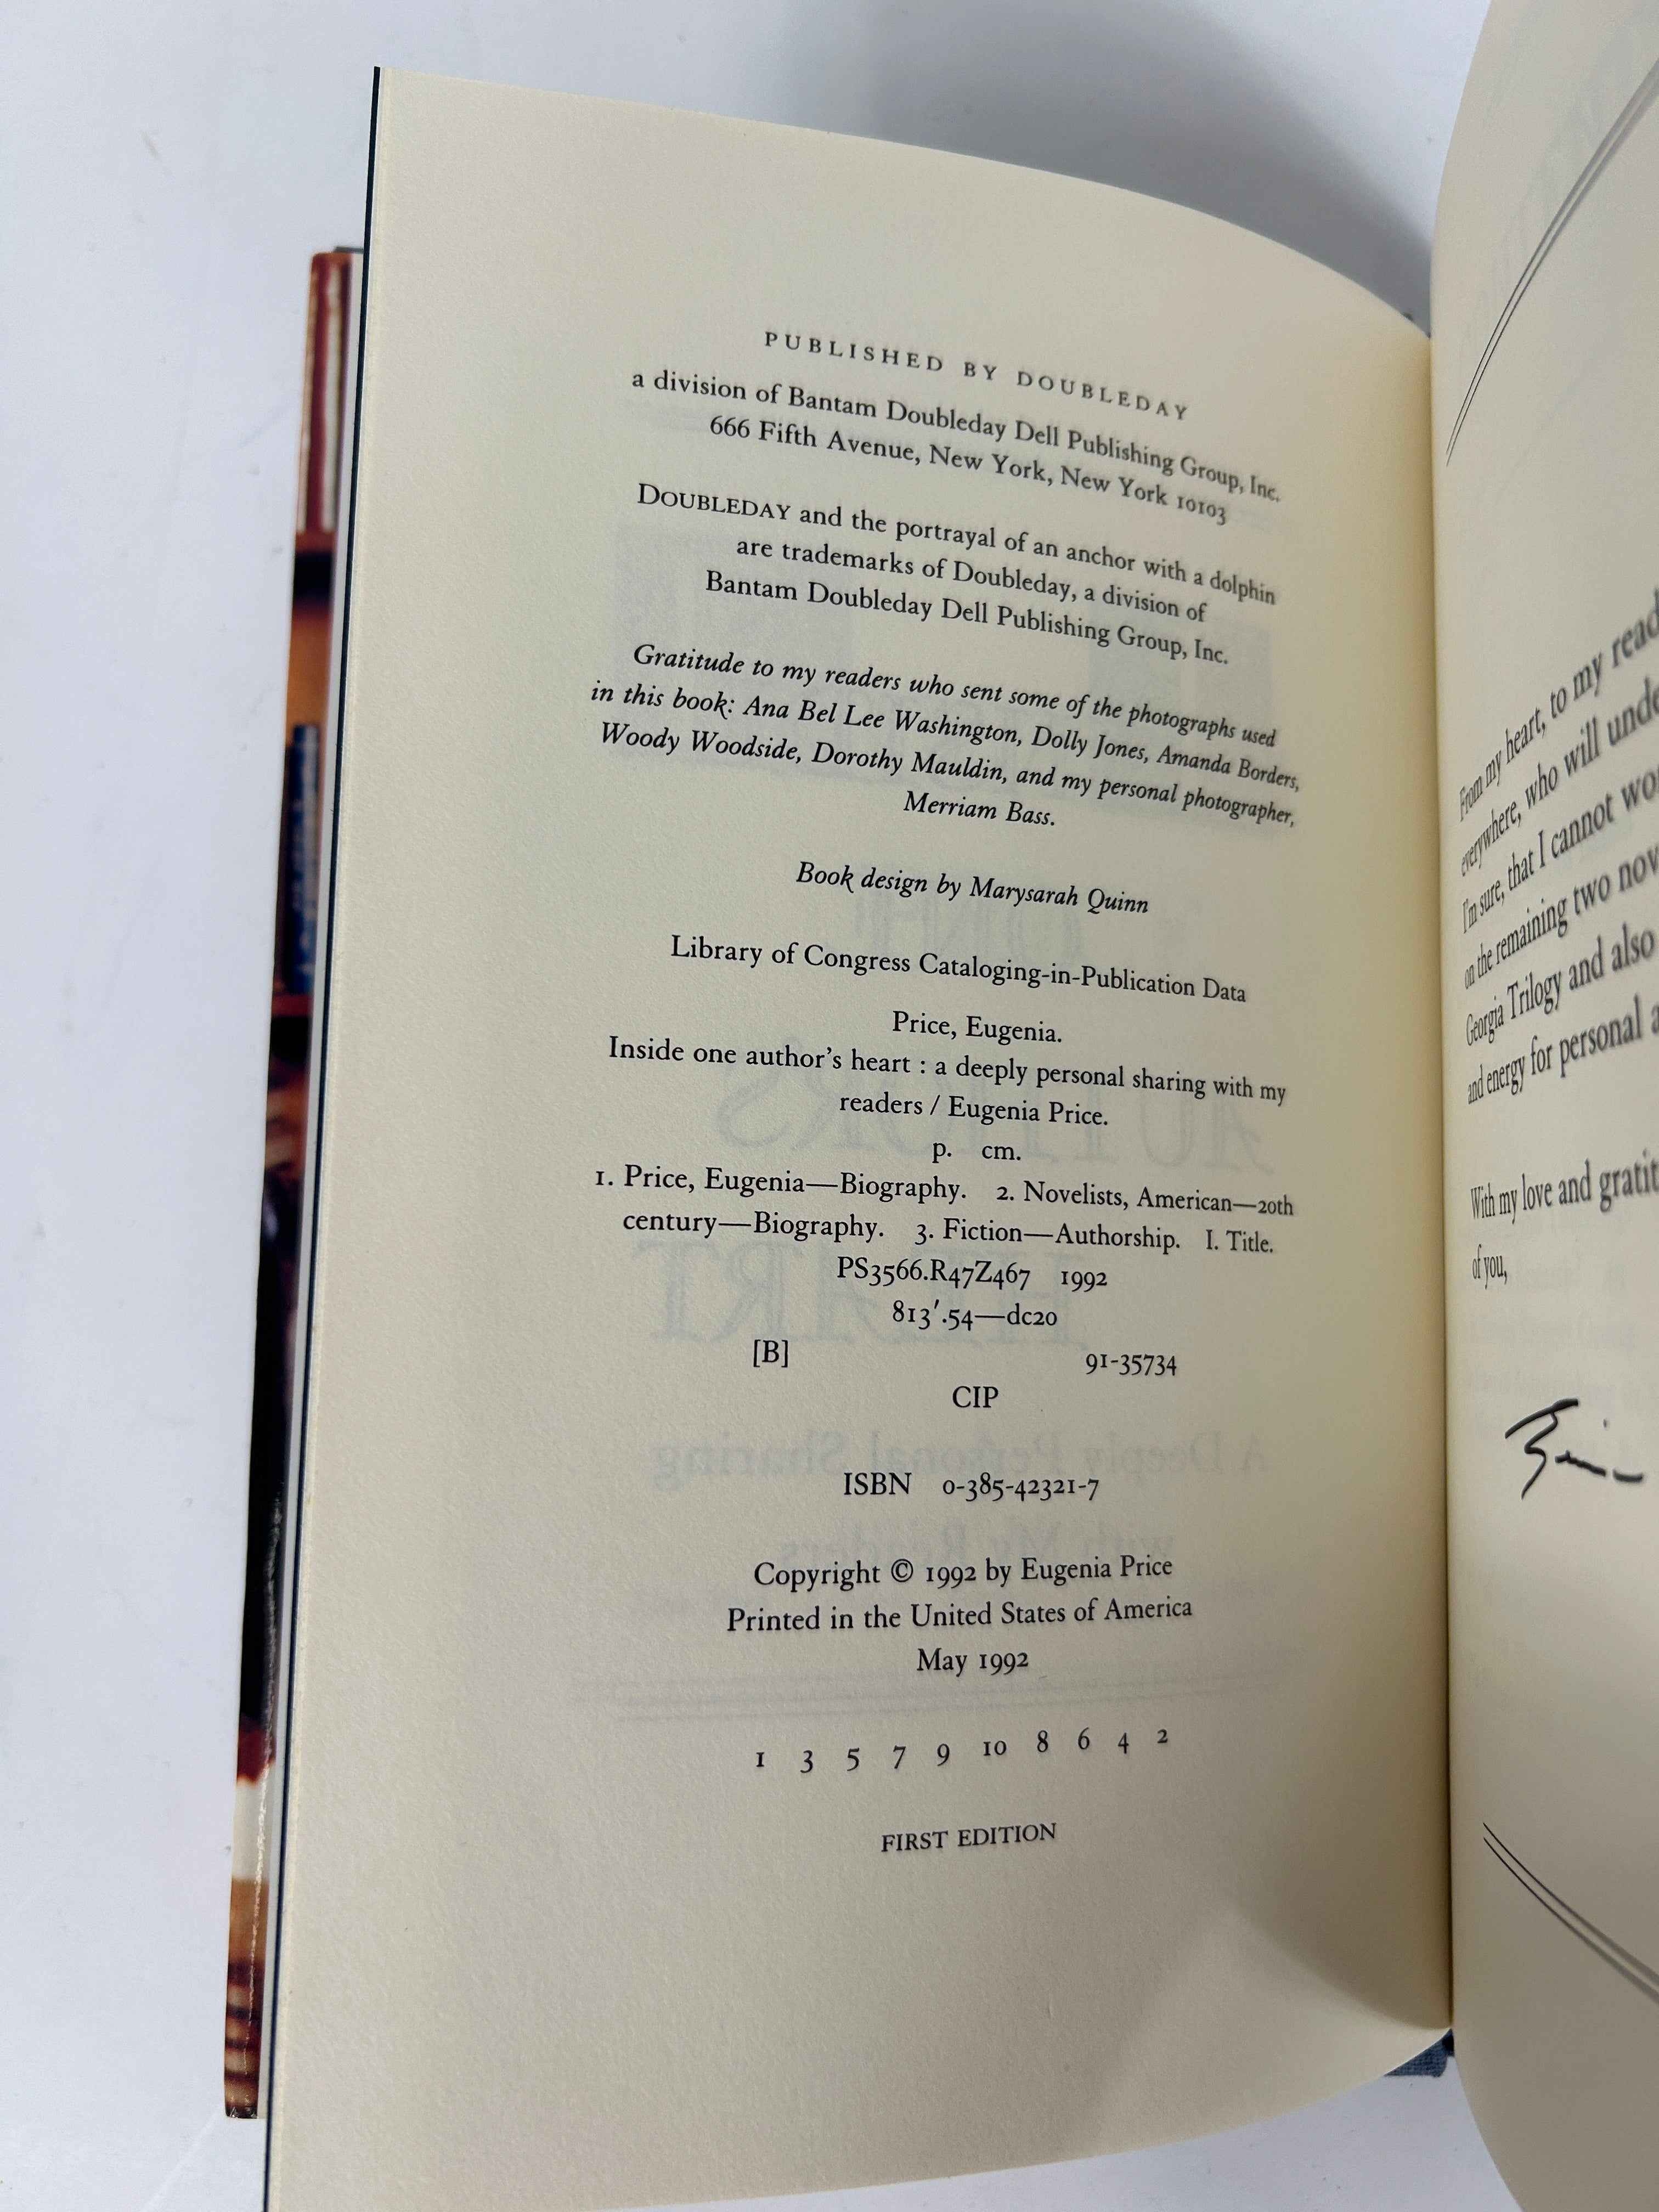 PUBLISHED BY DOUBLEDAY
a division of Bantam Doubleday Dell Publishing Group, Inc.
666 Fifth Avenue, New York, New York 10103
DOUBLEDAY and the portrayal of an anchor with a dolphin
are trademarks of Doubleday, a division of
Bantam Doubleday Dell Publishing Group, Inc.
Gratitude to my readers who sent some of the photographs used
in this book: Ana Bel Lee Washington, Dolly Jones, Amanda Borders,
Woody Woodside, Dorothy Mauldin, and my personal photographer,
Merriam Bass.
Book design by Marysarah Quinn
Library of Congress Cataloging-in-Publication Data
Price, Eugenia.
Inside one author's heart : a deeply personal sharing with my
readers / Eugenia Price.
p. cm.
1. Price, Eugenia—Biography. 2. Novelists, American—20th
century—Biography. 3. Fiction—Authorship. I. Title.
PS3566.R47Z467 1992
813′.54—dc20
[B] 91-35734
CIP
ISBN 0-385-42321-7
Copyright © 1992 by Eugenia Price
Printed in the United States of America
May 1992
1 3 5 7 9 10 8 6 4 2
FIRST EDITION
From my heart, to my read
everywhere, who will unde
I'm sure, that I cannot wo
on the remaining two nov
Georgia Trilogy and also
and energy for personal a
With my love and gratit
of you,